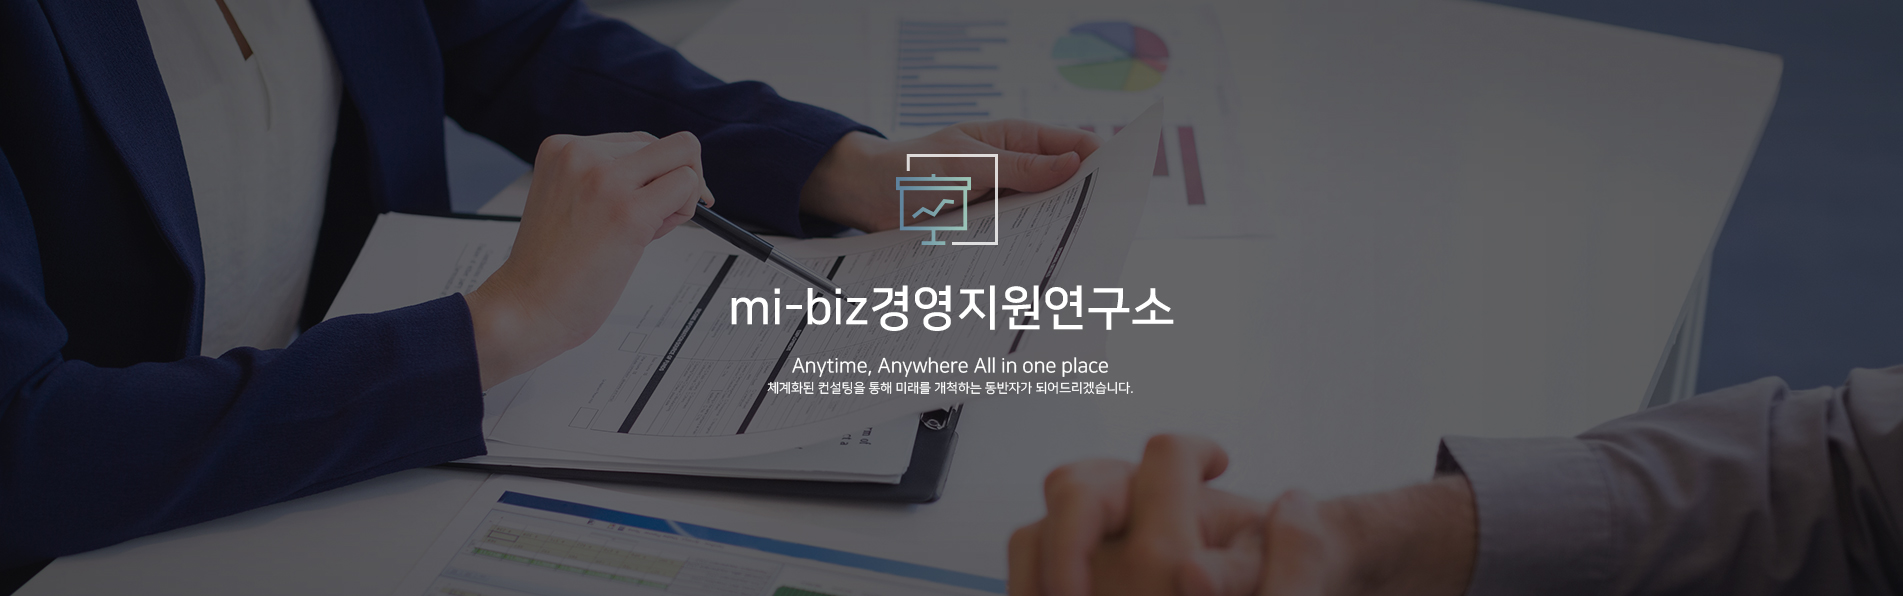 mi-biz경영지원연구소
Anytime, Anywhere All in one place
체계화된 컨설팅을 통해 미래를 개척하는 동반자가 되어드리겠습니다.